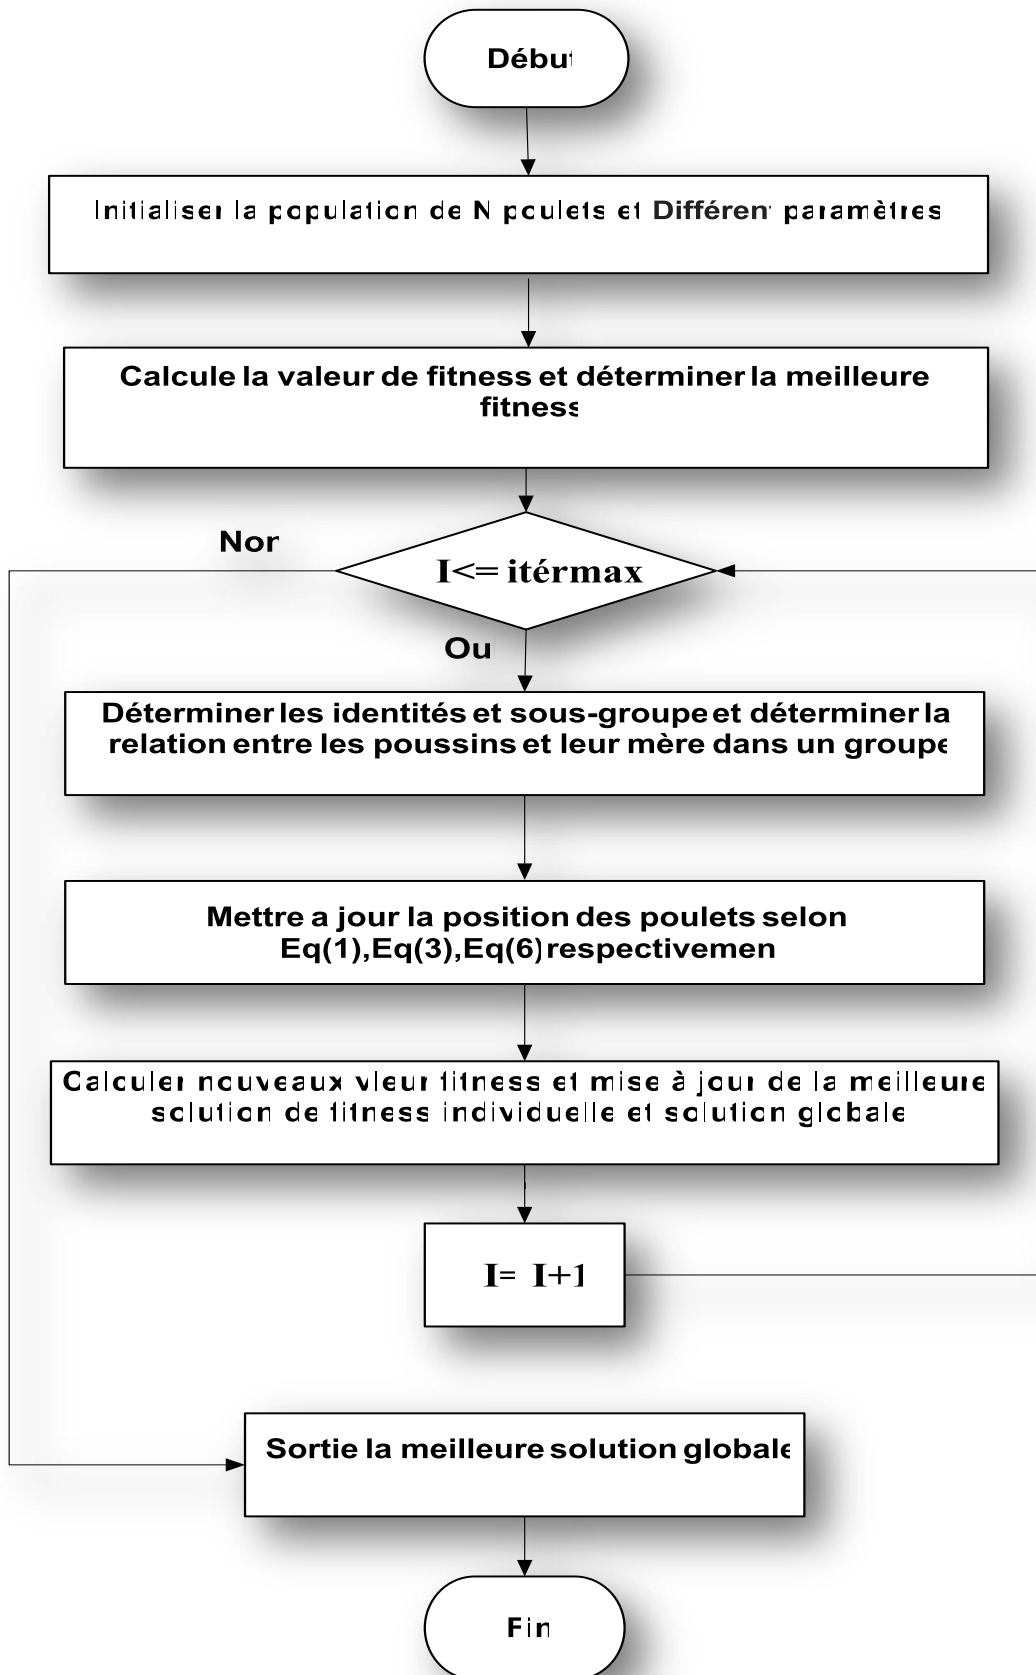 Début
Initialiser la population de N poulets et Différent paramètres
Calcule la valeur de fitness et déterminer la meilleure
fitness
Non
I<= itérmax
Ou
Déterminer les identités et sous-groupe et déterminer la
relation entre les poussins et leur mère dans un groupe
Mettre a jour la position des poulets selon
Eq(1),Eq(3),Eq(6) respectivemen
Calculer nouveaux vleur fitness et mise à jour de la meilleure
solution de fitness individuelle et solution globale
I= I+1
Sortie la meilleure solution globale
Fin